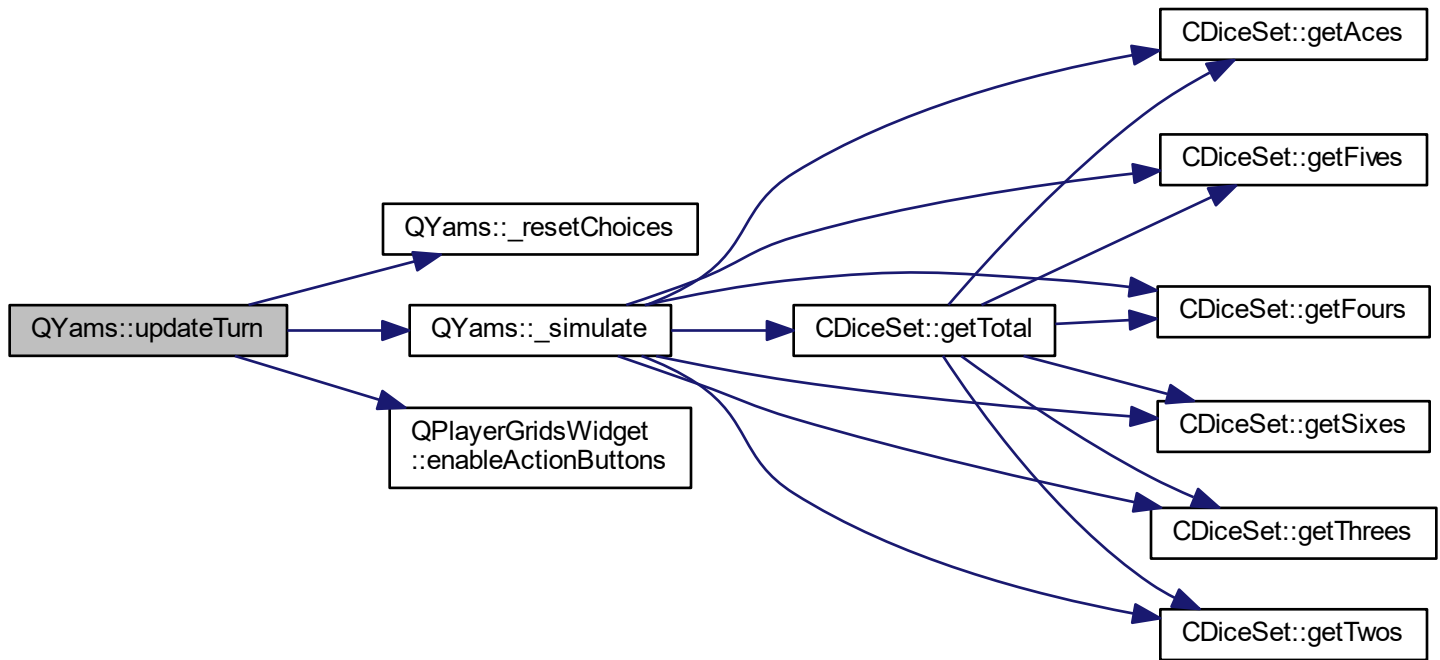 CDiceSet::getAces
CDiceSet::getFives
QYams::_resetChoices
QYams::updateTurn
QYams::_simulate
CDiceSet::getTotal
CDiceSet::getFours
CDiceSet::getSixes
QPlayerGridsWidget
::enableActionButtons
CDiceSet::getThrees
CDiceSet::getTwos